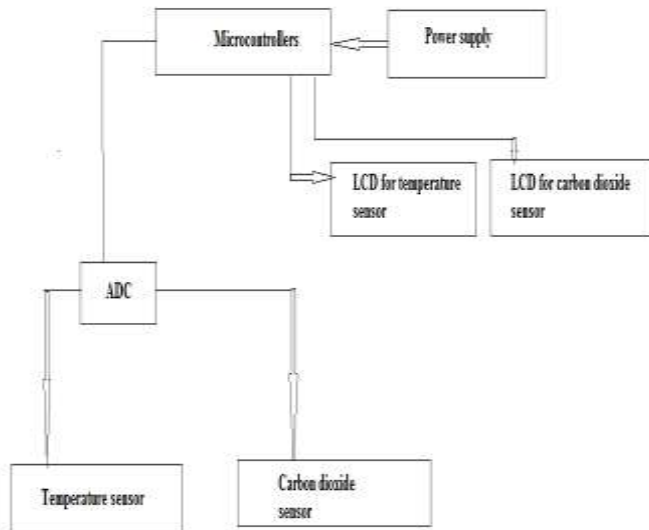 Microcontrollers
Power supply
LCD for temperature
sensor
LCD for carbon dioxide
sensor
ADC
Temperature sensor
Carbon dioxide
sensor